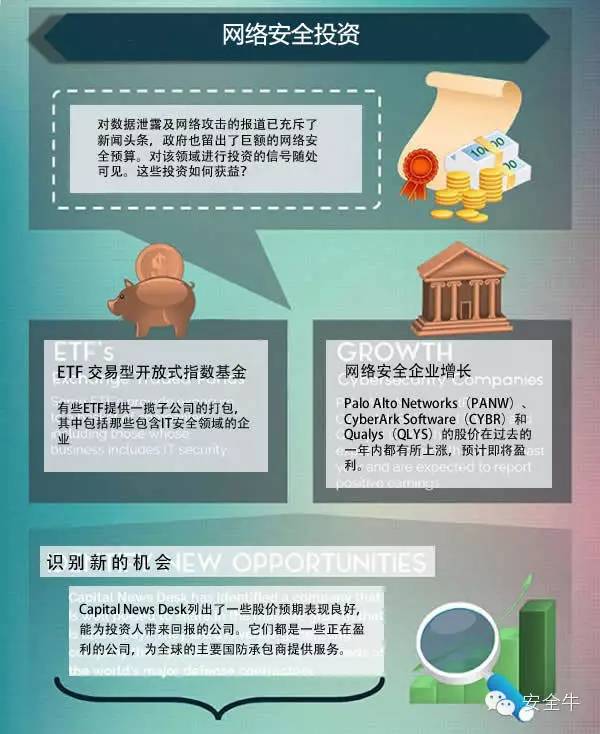 网络安全投资
对数据泄露及网络攻击的报道已充斥了
新闻头条，政府也留出了巨额的网络安
全预算。对该领域进行投资的信号随处
可见。这些投资如何获益？
100
ETF's
Exchange Traded Funds
ETF 交易型开放式指数基金
有些ETF提供一揽子公司的打包，
其中包括那些包含IT安全领域的企
业
including those whose
business includes IT security.
GROWTH
Cybersecurity Companies
网络安全企业增长
Palo Alto Networks（PANW）、
CyberArk Software（CYBR）和
Qualys（QLYS）的股价在过去的
一年内都有所上涨，预计即将盈
利。
and are expected to report
positive earnings
NEW OPPORTUNITIES
识别新的机会
Capital News Desk has identified a company that
Capital News Desk列出了一些股价预期表现良好，
能为投资人带来回报的公司。它们都是一些正在盈
利的公司，为全球的主要国防承包商提供服务。
the world's major defense contractors.
安全牛